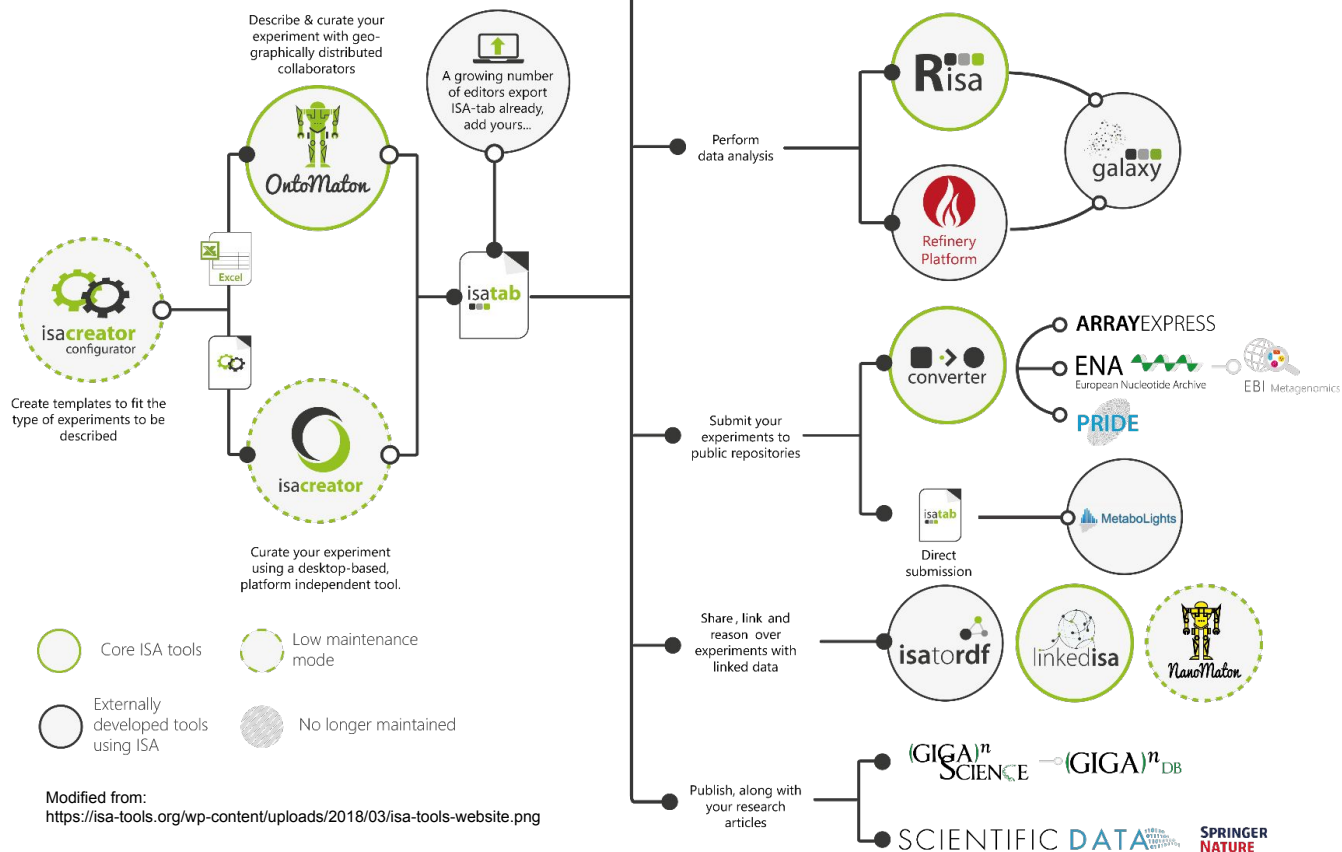 Describe & curate your
experiment with geo-
graphically distributed
collaborators
OntoMaton
A growing number
of editors export
ISA-tab already,
add yours...
Excel
isacreator
configurator
Create templates to fit the
type of experiments to be
described
isatab
isacreator
Curate your experiment
using a desktop-based,
platform independent tool.
Perform
data analysis
Risa
Refinery
Platform
galaxy
Submit your
experiments to
public repositories
converter
ARRAYEXPRESS
ENA
European Nucleotide Archive
EBI Metagenomics
PRIDE
isatab
Direct
submission
MetaboLights
Share, link and
reason over
experiments with
linked data
isatordf
linkedisa
NanoMaton
Publish, along with
your research
articles
(GIGA)n
SCIENCE
(GIGA)n DB
SCIENTIFIC DATA
SPRINGER
NATURE
Core ISA tools
Low maintenance
mode
Externally
developed tools
using ISA
No longer maintained
Modified from:
https://isa-tools.org/wp-content/uploads/2018/03/isa-tools-website.png